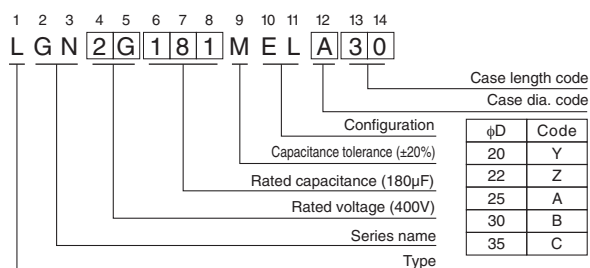 1 2 3 4 5 6 7 8 9 10 11 12 13 14
L G N 2 G 1 8 1 M E L A 3 0
Case length code
Case dia. code
Configuration
Capacitance tolerance (±20%)
Rated capacitance (180μF)
Rated voltage (400V)
Series name
Type
ϕD Code
20 Y
22 Z
25 A
30 B
35 C